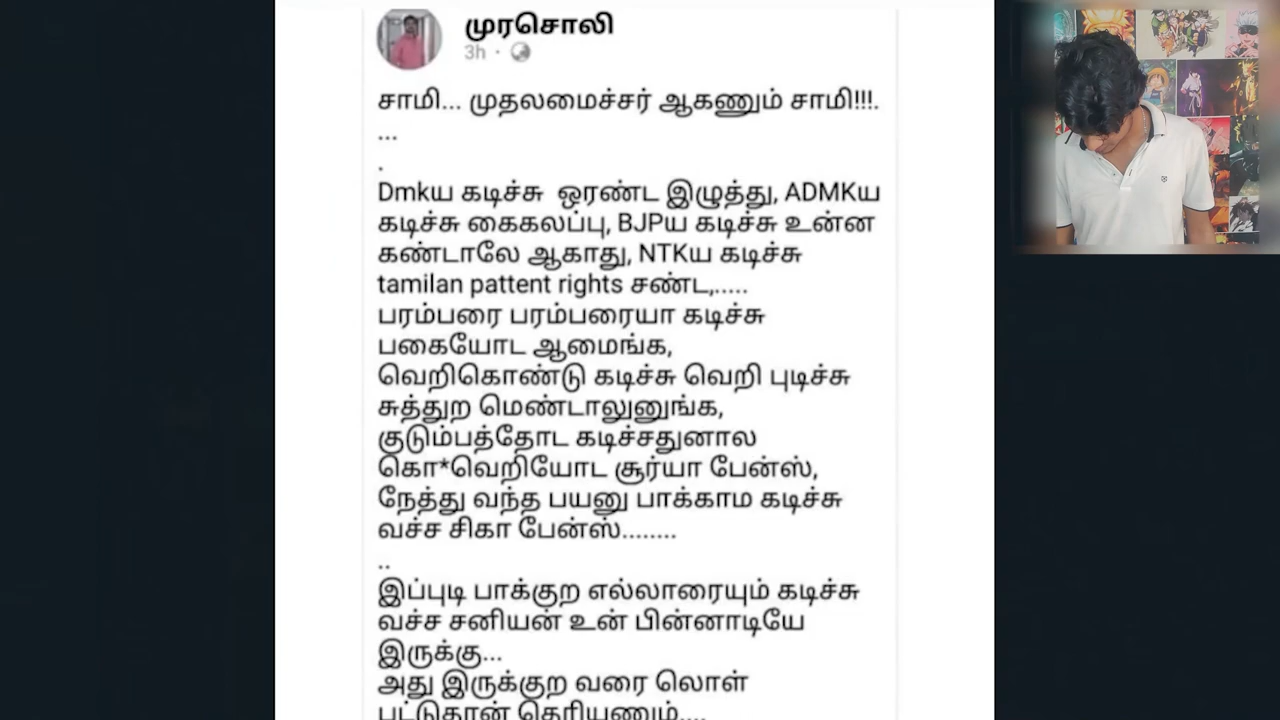 முரசொலி
3h ·
சாமி... முதலமைச்சர் ஆகணும் சாமி!!!.
...
.
Dmkய கடிச்சு ஒரண்ட இழுத்து, ADMKய
கடிச்சு கைகலப்பு, BJPய கடிச்சு உன்ன
கண்டாலே ஆகாது, NTKய கடிச்சு
tamilan pattent rights சண்ட,.....
பரம்பரை பரம்பரையா கடிச்சு
பகையோட ஆமைங்க,
வெறிகொண்டு கடிச்சு வெறி புடிச்சு
சுத்துற மெண்டாலுனுங்க,
குடும்பத்தோட கடிச்சதுனால
கொ*வெறியோட சூர்யா பேன்ஸ்,
நேத்து வந்த பயனு பாக்காம கடிச்சு
வச்ச சிகா பேன்ஸ்........
..
இப்புடி பாக்குற எல்லாரையும் கடிச்சு
வச்ச சனியன் உன் பின்னாடியே
இருக்கு...
அது இருக்குற வரை லொள்
பட்டுதான் தெரியணும்....